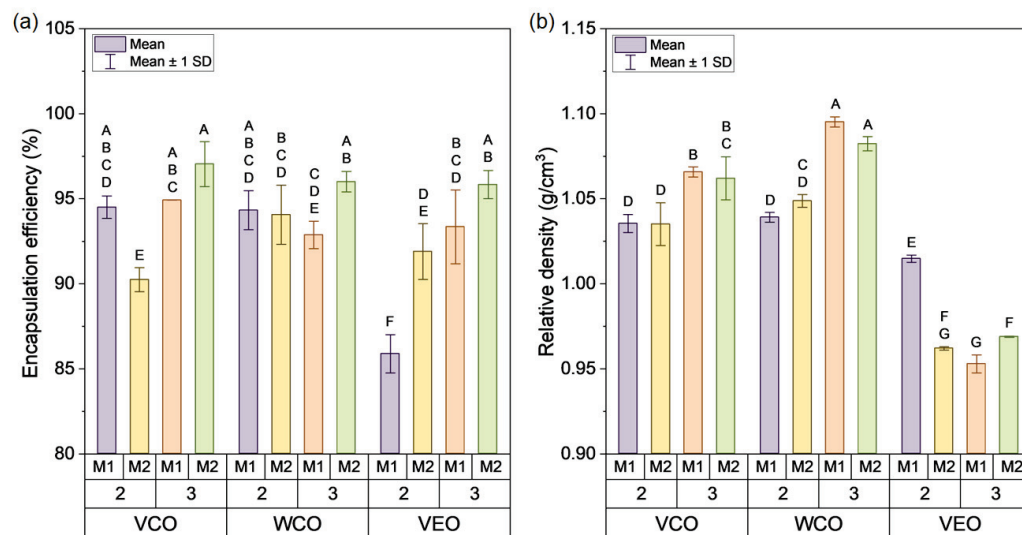 (a)
105
100
95
90
85
80
Encapsulation efficiency (%)
Mean
Mean ± 1 SD
A
B
C
D
E
A
B
C
A
A
B
C
D
B
C
D
C
D
E
A
B
F
D
E
B
C
D
A
B
M1 M2 M1 M2 M1 M2 M1 M2 M1 M2 M1 M2
2 3 2 3 2 3
VCO WCO VEO
(b)
1.15
1.10
1.05
1.00
0.95
0.90
Relative density (g/cm³)
Mean
Mean ± 1 SD
D
D
B
B
C
D
C
D
A
A
E
F
G
G
F
M1 M2 M1 M2 M1 M2 M1 M2 M1 M2 M1 M2
2 3 2 3 2 3
VCO WCO VEO